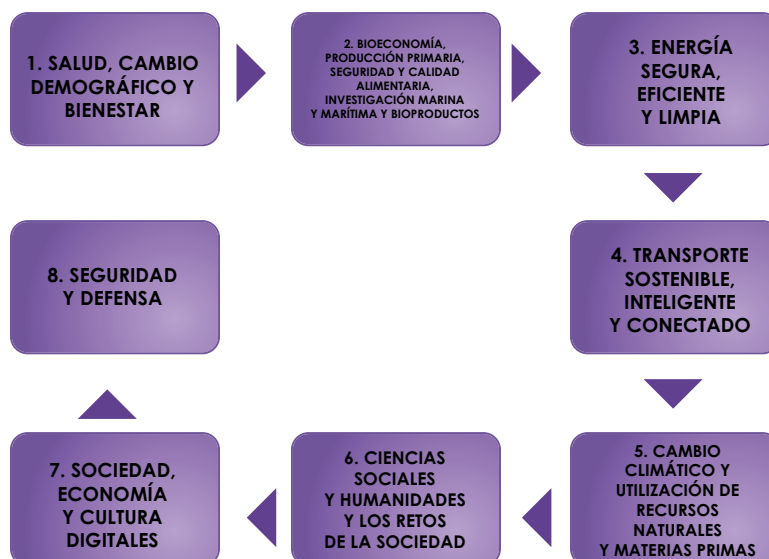 1. SALUD, CAMBIO
DEMOGRÁFICO Y
BIENESTAR
2. BIOECONOMÍA,
PRODUCCIÓN PRIMARIA,
SEGURIDAD Y CALIDAD
ALIMENTARIA,
INVESTIGACIÓN MARINA
Y MARÍTIMA Y BIOPRODUCTOS
3. ENERGÍA
SEGURA,
EFICIENTE
Y LIMPIA
4. TRANSPORTE
SOSTENIBLE,
INTELIGENTE
Y CONECTADO
5. CAMBIO
CLIMÁTICO Y
UTILIZACIÓN DE
RECURSOS
NATURALES
Y MATERIAS PRIMAS
6. CIENCIAS
SOCIALES
Y HUMANIDADES
Y LOS RETOS
DE LA SOCIEDAD
7. SOCIEDAD,
ECONOMÍA
Y CULTURA
DIGITALES
8. SEGURIDAD
Y DEFENSA